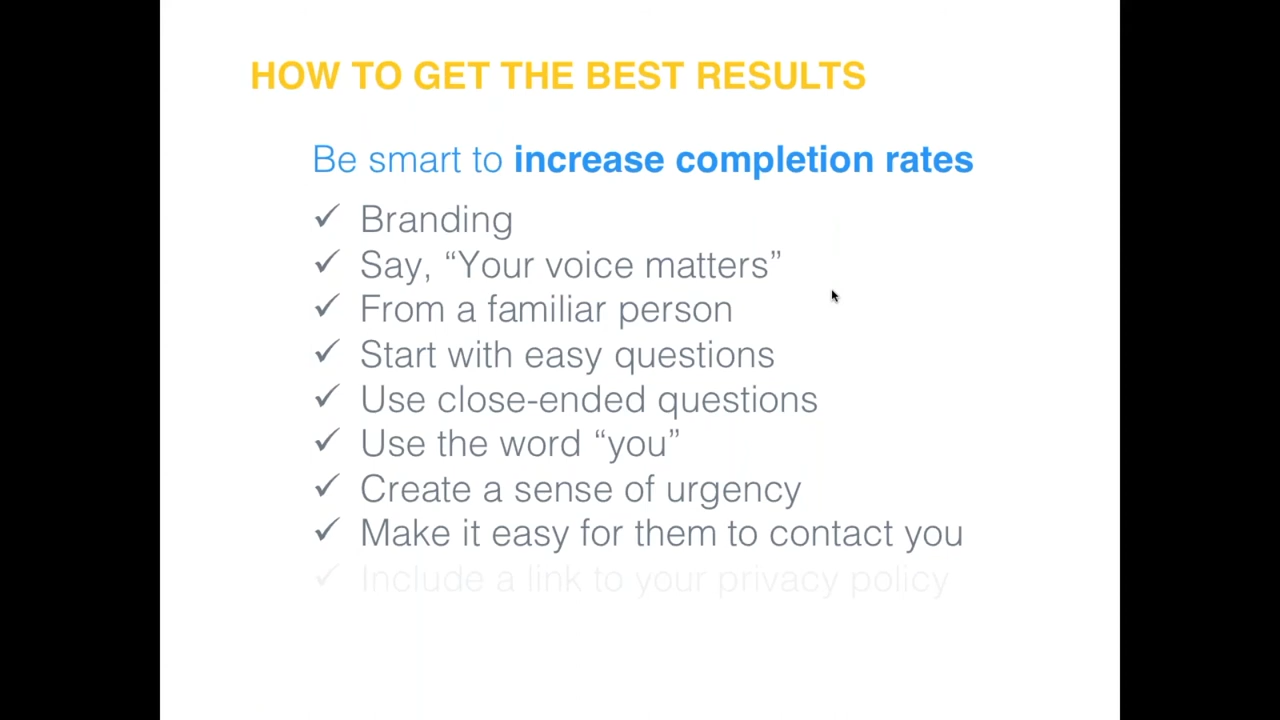 HOW TO GET THE BEST RESULTS
Be smart to increase completion rates
✓ Branding
✓ Say, “Your voice matters”
✓ From a familiar person
✓ Start with easy questions
✓ Use close-ended questions
✓ Use the word “you”
✓ Create a sense of urgency
✓ Make it easy for them to contact you
✓ Include a link to your privacy policy